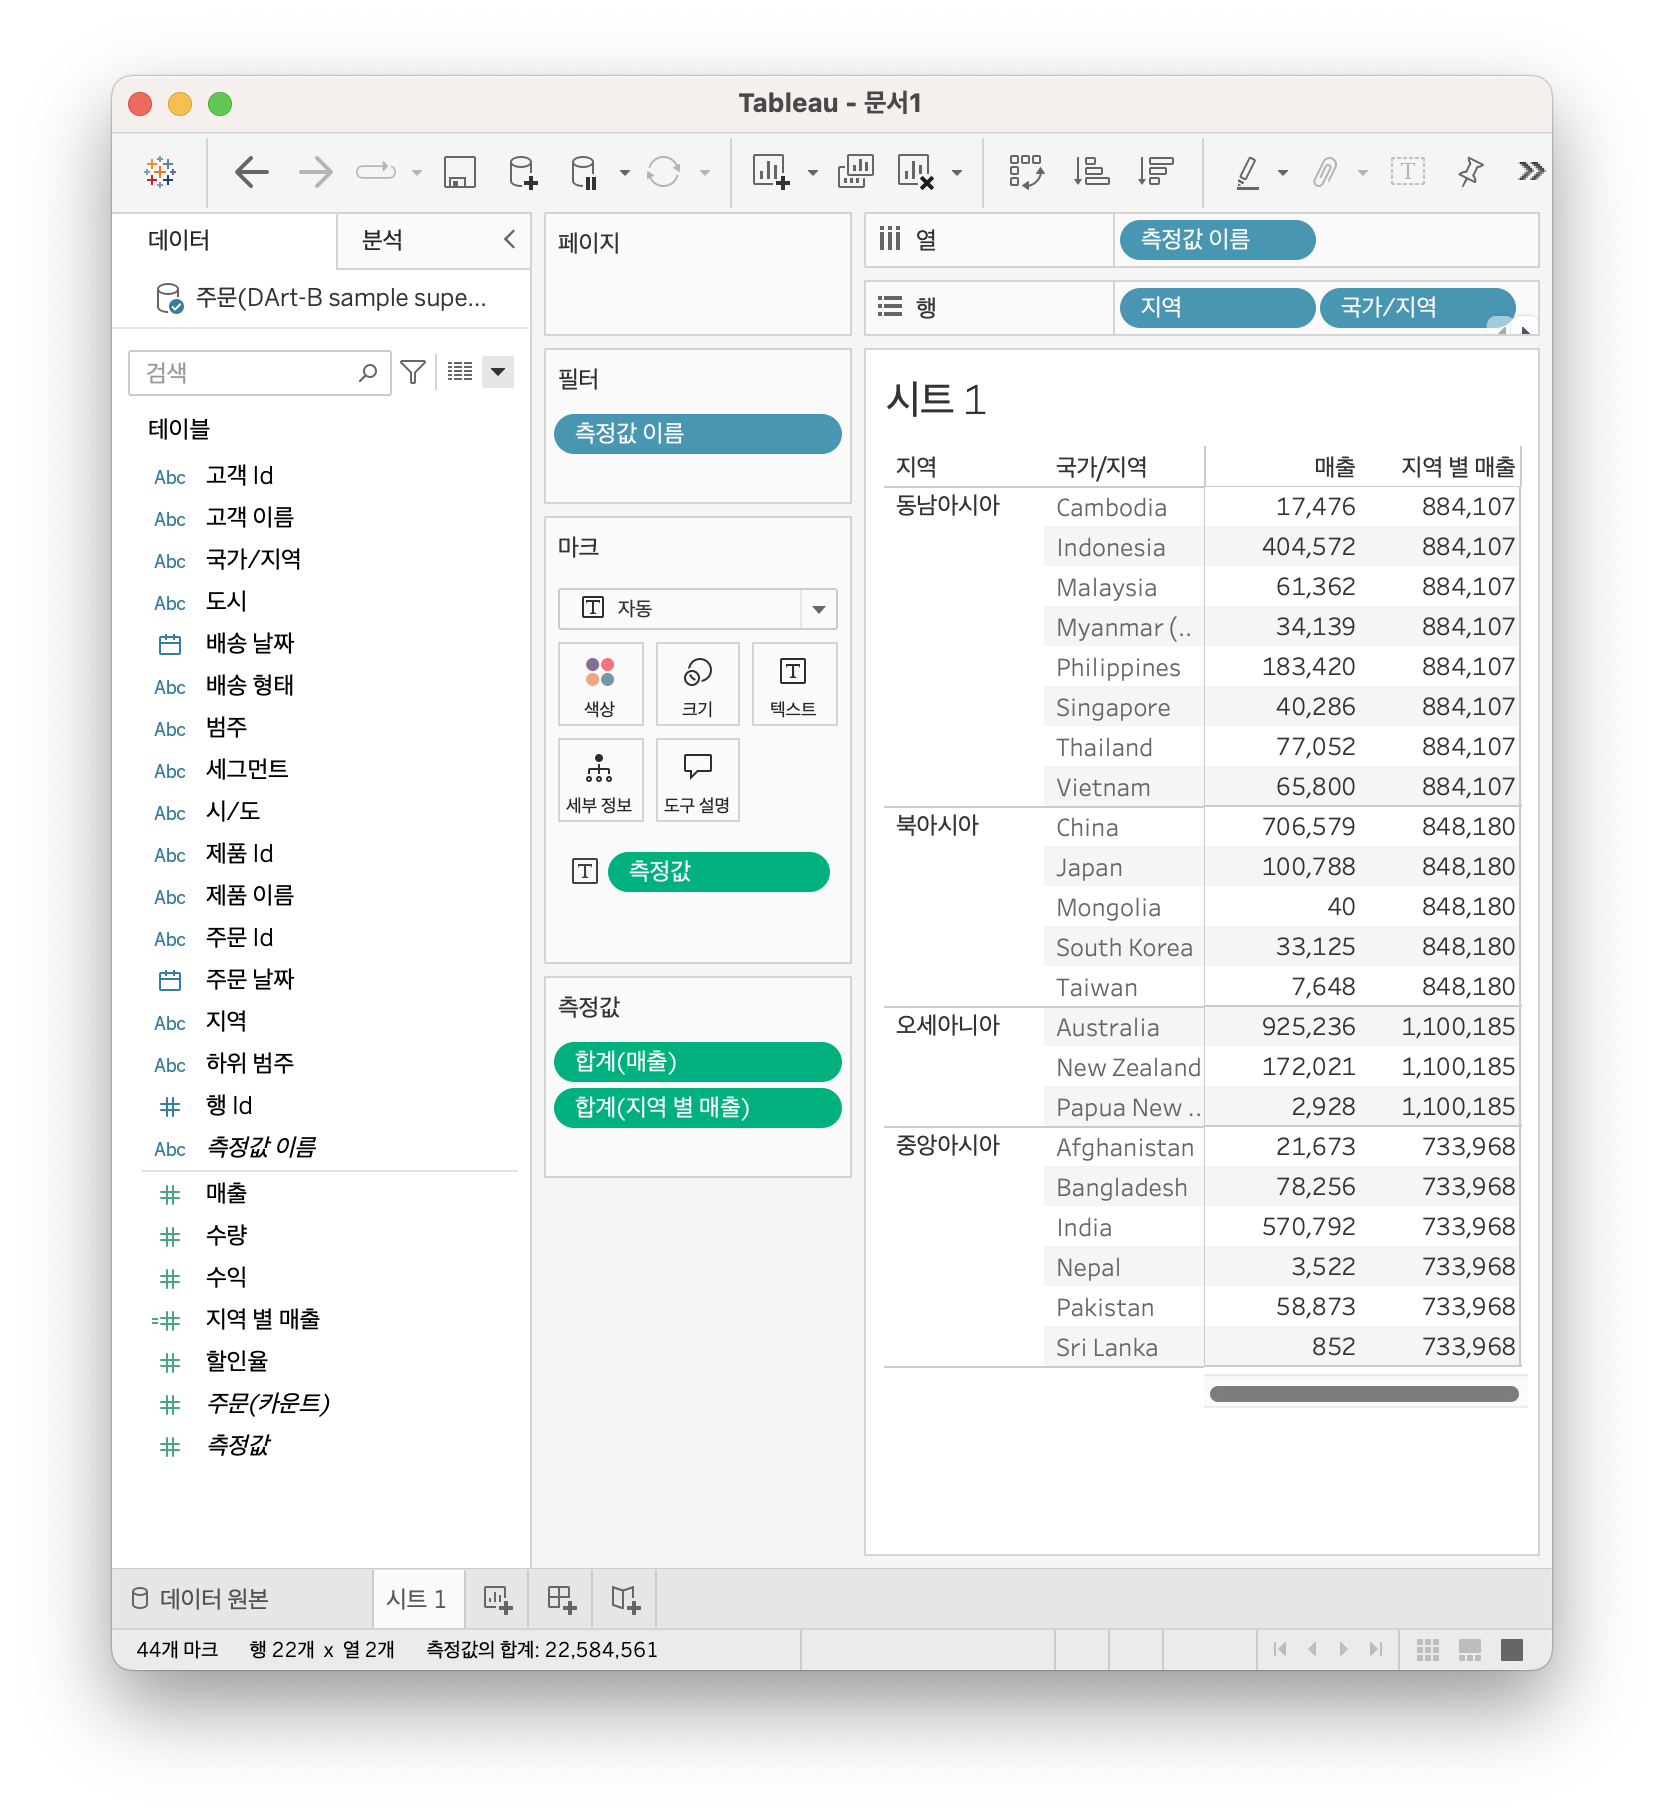 Tableau - 문서1
데이터
분석
주문(DArt-B sample supe...
검색
테이블
Abc 고객 Id
Abc 고객 이름
Abc 국가/지역
Abc 도시
배송 날짜
Abc 배송 형태
Abc 범주
Abc 세그먼트
Abc 시/도
Abc 제품 Id
Abc 제품 이름
Abc 주문 Id
주문 날짜
Abc 지역
Abc 하위 범주
# 행 Id
Abc 측정값 이름
# 매출
# 수량
# 수익
=# 지역 별 매출
# 할인율
# 주문(카운트)
# 측정값
페이지
필터
측정값 이름
마크
T 자동
색상
크기
T 텍스트
세부 정보
도구 설명
T 측정값
측정값
합계(매출)
합계(지역 별 매출)
열 측정값 이름
행 지역 국가/지역
시트 1
지역 국가/지역 매출 지역 별 매출
동남아시아 Cambodia 17,476 884,107
Indonesia 404,572 884,107
Malaysia 61,362 884,107
Myanmar (.. 34,139 884,107
Philippines 183,420 884,107
Singapore 40,286 884,107
Thailand 77,052 884,107
Vietnam 65,800 884,107
북아시아 China 706,579 848,180
Japan 100,788 848,180
Mongolia 40 848,180
South Korea 33,125 848,180
Taiwan 7,648 848,180
오세아니아 Australia 925,236 1,100,185
New Zealand 172,021 1,100,185
Papua New .. 2,928 1,100,185
중앙아시아 Afghanistan 21,673 733,968
Bangladesh 78,256 733,968
India 570,792 733,968
Nepal 3,522 733,968
Pakistan 58,873 733,968
Sri Lanka 852 733,968
데이터 원본
시트 1
44개 마크 행 22개 x 열 2개 측정값의 합계: 22,584,561